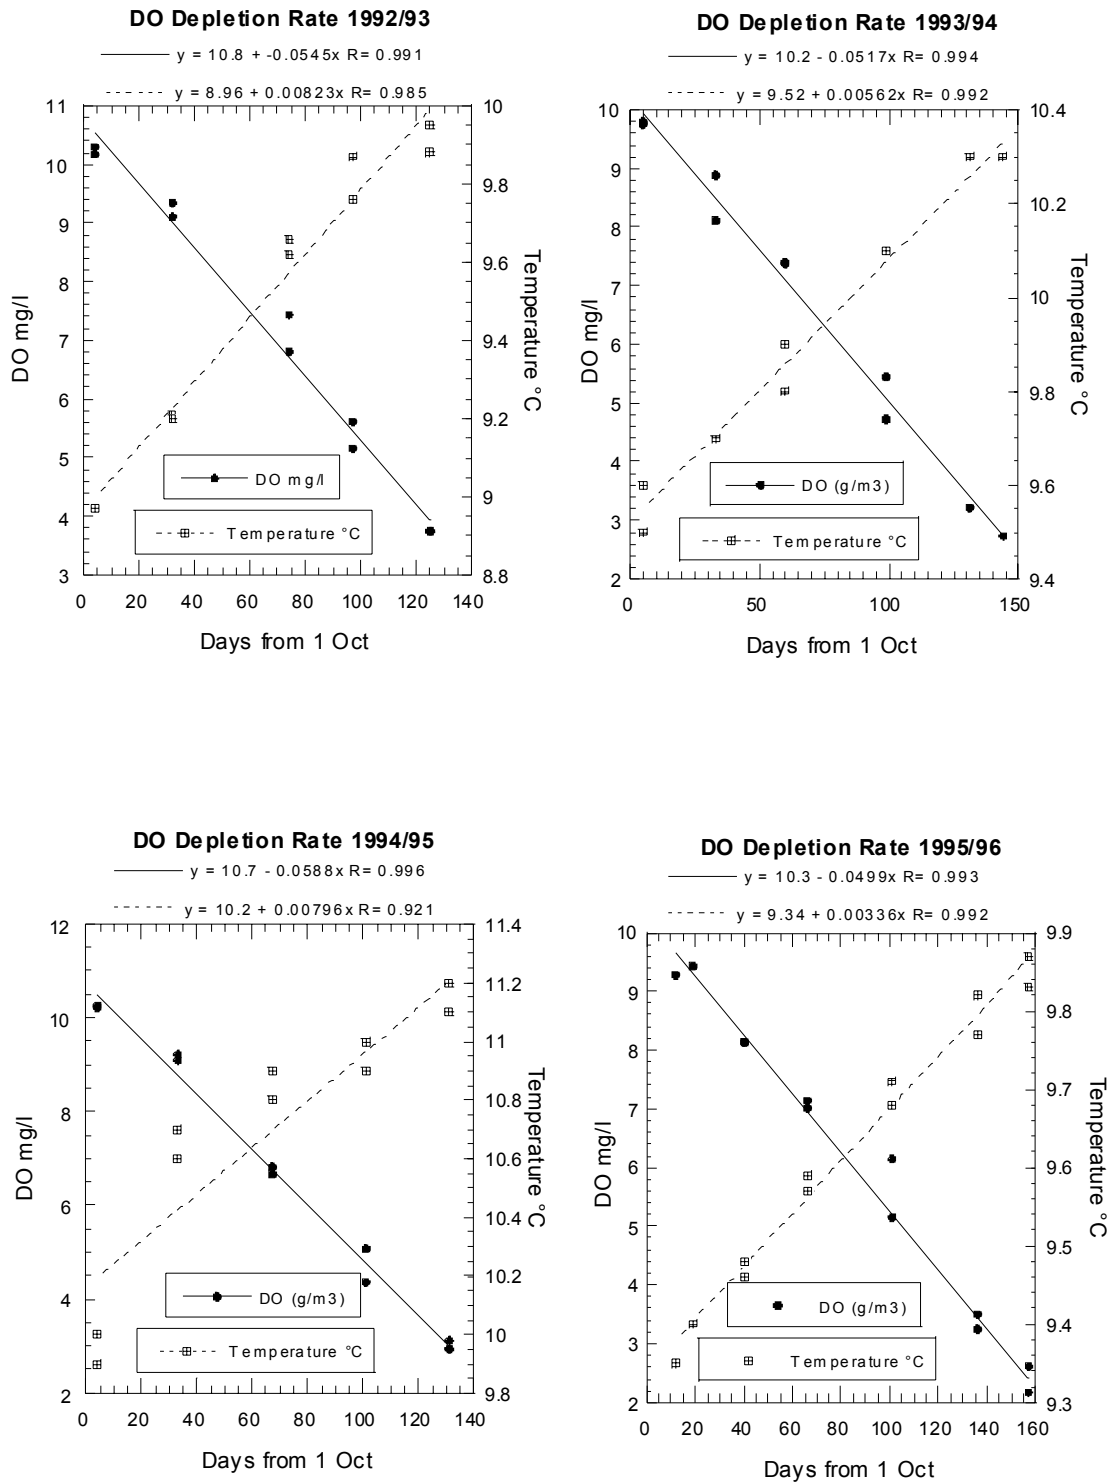 DO Depletion Rate 1992/93
y = 10.8 + -0.0545x R= 0.991
y = 8.96 + 0.00823x R= 0.985
11
10
9
8
7
6
5
4
3
DO mg/l
10
9.8
9.6
9.4
9.2
9
8.8
Temperature °C
DO mg/l
Temperature °C
0 20 40 60 80 100 120 140
Days from 1 Oct
DO Depletion Rate 1993/94
y = 10.2 - 0.0517x R= 0.994
y = 9.52 + 0.00562x R= 0.992
10
9
8
7
6
5
4
3
2
DO mg/l
10.4
10.2
10
9.8
9.6
9.4
Temperature °C
DO (g/m3)
Temperature °C
0 50 100 150
Days from 1 Oct
DO Depletion Rate 1994/95
y = 10.7 - 0.0588x R= 0.996
y = 10.2 + 0.00796x R= 0.921
12
10
8
6
4
2
DO mg/l
11.4
11.2
11
10.8
10.6
10.4
10.2
10
9.8
Temperature °C
DO (g/m3)
Temperature °C
0 20 40 60 80 100 120 140
Days from 1 Oct
DO Depletion Rate 1995/96
y = 10.3 - 0.0499x R= 0.993
y = 9.34 + 0.00336x R= 0.992
10
9
8
7
6
5
4
3
2
DO mg/l
9.9
9.8
9.7
9.6
9.5
9.4
9.3
Temperature °C
DO (g/m3)
Temperature °C
0 20 40 60 80 100 120 140 160
Days from 1 Oct